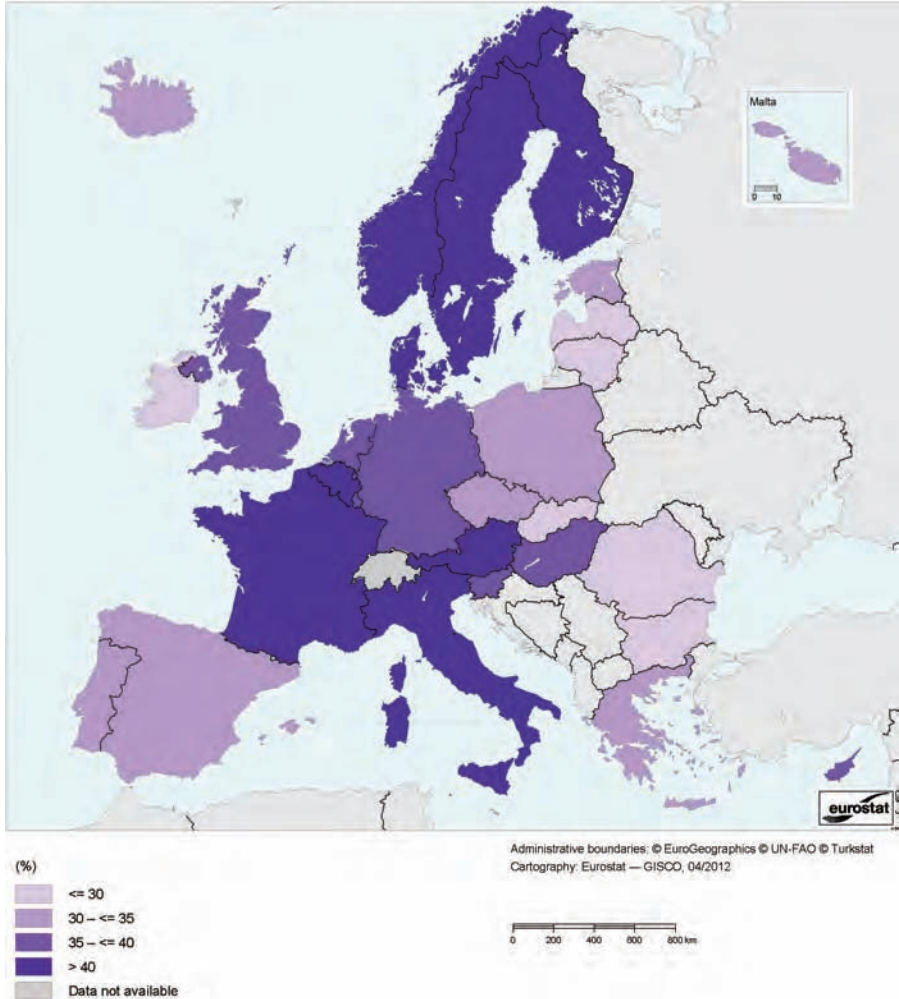 Malta
0 10
eurostat
Administrative boundaries: © EuroGeographics © UN-FAO © Turkstat
Cartography: Eurostat — GISCO, 04/2012
(%)
<= 30
30 – <= 35
35 – <= 40
> 40
Data not available
0 200 400 600 800 km